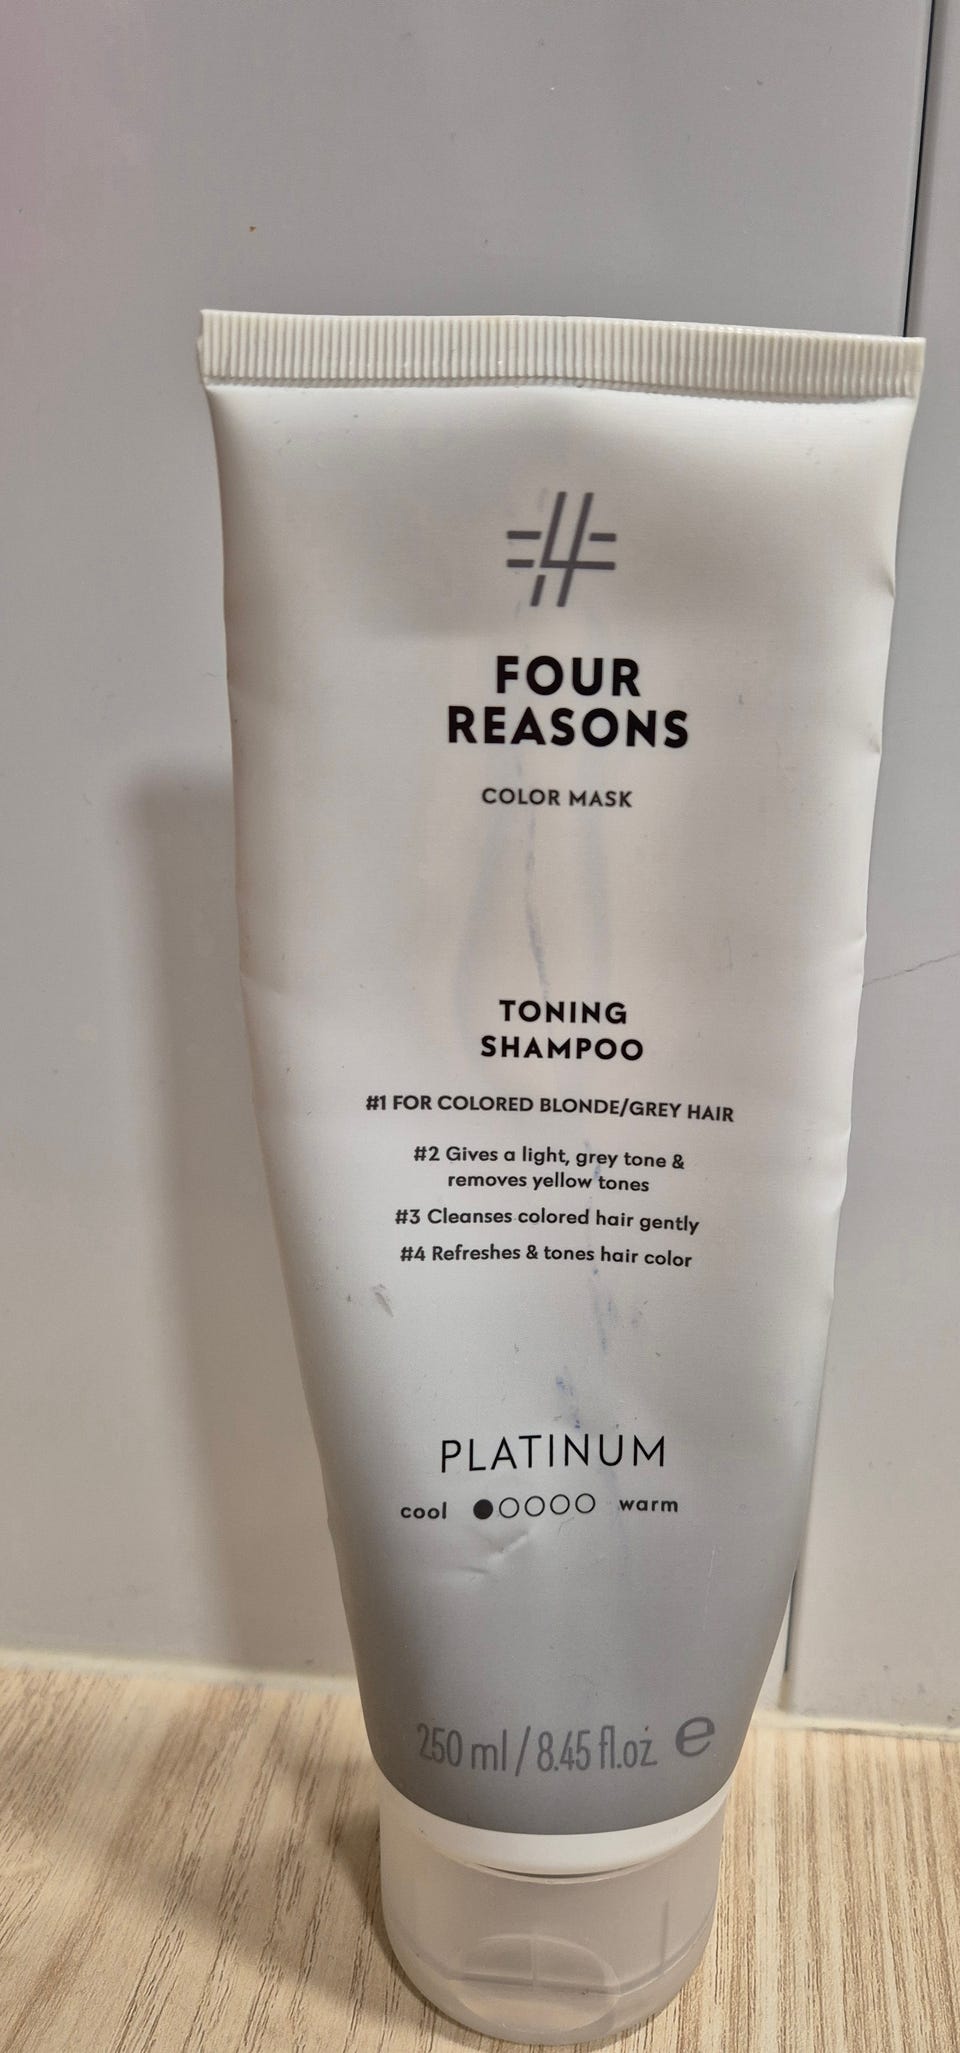 FOUR
REASONS
COLOR MASK
TONING
SHAMPOO
#1 FOR COLORED BLONDE/GREY HAIR
#2 Gives a light, grey tone &
removes yellow tones
#3 Cleanses colored hair gently
#4 Refreshes & tones hair color
PLATINUM
cool warm
250 ml / 8.45 fl.oz e